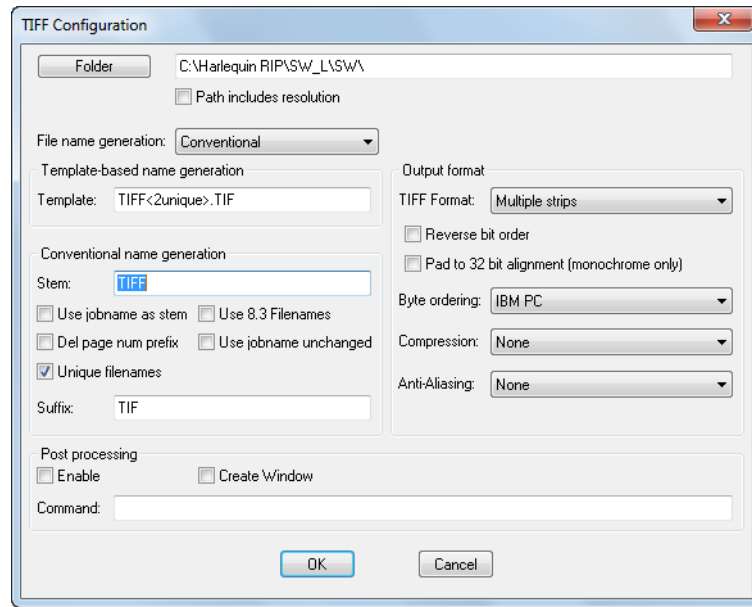 TIFF Configuration
Folder
C:\Harlequin RIP\SW_L\SW\
Path includes resolution
File name generation: Conventional
Template-based name generation
Template: TIFF<2unique>.TIF
Conventional name generation
Stem: TIFF
Use jobname as stem Use 8.3 Filenames
Del page num prefix Use jobname unchanged
Unique filenames
Suffix: TIF
Output format
TIFF Format: Multiple strips
Reverse bit order
Pad to 32 bit alignment (monochrome only)
Byte ordering: IBM PC
Compression: None
Anti-Aliasing: None
Post processing
Enable Create Window
Command:
OK Cancel